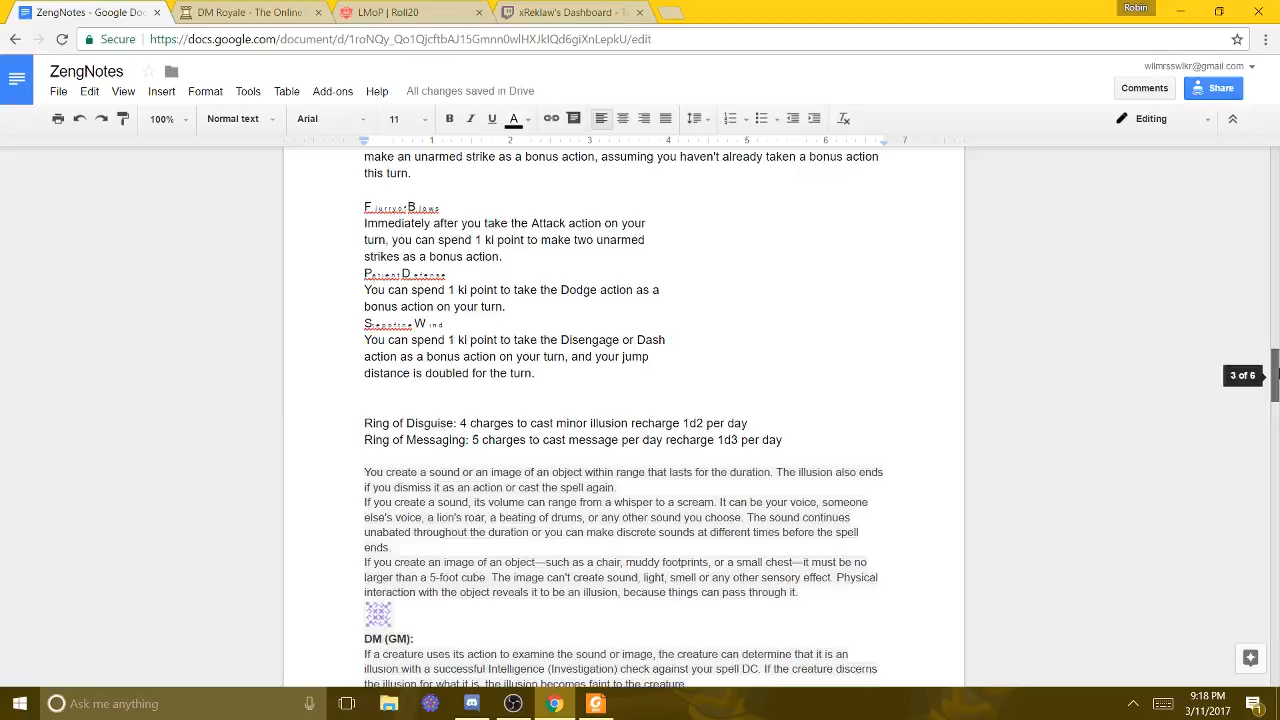 ZengNotes - Google Doc
DM Royale - The Online
LMoP | Roll20
xReklaw's Dashboard - T
Robin
Secure
https://docs.google.com/document/d/1roNQy_Qo1QjcftbAJ15Gmnn0wlHXJkIQd6giXnLepkU/edit
ZengNotes
wllmrsswlkr@gmail.com
File Edit View Insert Format Tools Table Add-ons Help All changes saved in Drive
Comments
Share
100% Normal text Arial 11 B I U A Editing
1 2 3 4 5 6 7
make an unarmed strike as a bonus action, assuming you haven't already taken a bonus action
this turn.
F l u r r y o f B l o w s
Immediately after you take the Attack action on your
turn, you can spend 1 ki point to make two unarmed
strikes as a bonus action.
P a t i e n t D e f e n s e
You can spend 1 ki point to take the Dodge action as a
bonus action on your turn.
S t e p o f t h e W i n d
You can spend 1 ki point to take the Disengage or Dash
action as a bonus action on your turn, and your jump
distance is doubled for the turn.
3 of 6
Ring of Disguise: 4 charges to cast minor illusion recharge 1d2 per day
Ring of Messaging: 5 charges to cast message per day recharge 1d3 per day
You create a sound or an image of an object within range that lasts for the duration. The illusion also ends
if you dismiss it as an action or cast the spell again.
If you create a sound, its volume can range from a whisper to a scream. It can be your voice, someone
else's voice, a lion's roar, a beating of drums, or any other sound you choose. The sound continues
unabated throughout the duration or you can make discrete sounds at different times before the spell
ends.
If you create an image of an object—such as a chair, muddy footprints, or a small chest—it must be no
larger than a 5-foot cube. The image can't create sound, light, smell or any other sensory effect. Physical
interaction with the object reveals it to be an illusion, because things can pass through it.
DM (GM):
If a creature uses its action to examine the sound or image, the creature can determine that it is an
illusion with a successful Intelligence (Investigation) check against your spell DC. If the creature discerns
the illusion for what it is, the illusion becomes faint to the creature.
Ask me anything
9:18 PM
3/11/2017
1